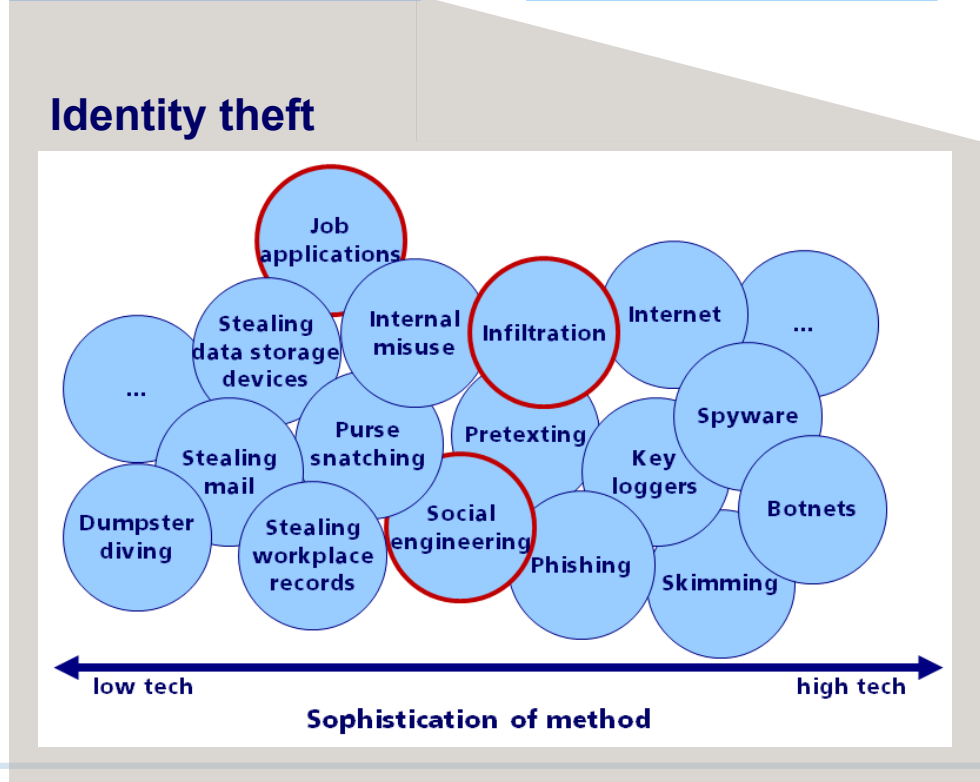 Identity theft
Job
applications
Stealing
data storage
devices
Internal
misuse
Infiltration
Internet
...
...
Stealing
mail
Purse
snatching
Pretexting
Key
loggers
Spyware
Dumpster
diving
Stealing
workplace
records
Social
engineering
Phishing
Skimming
Botnets
low tech
high tech
Sophistication of method